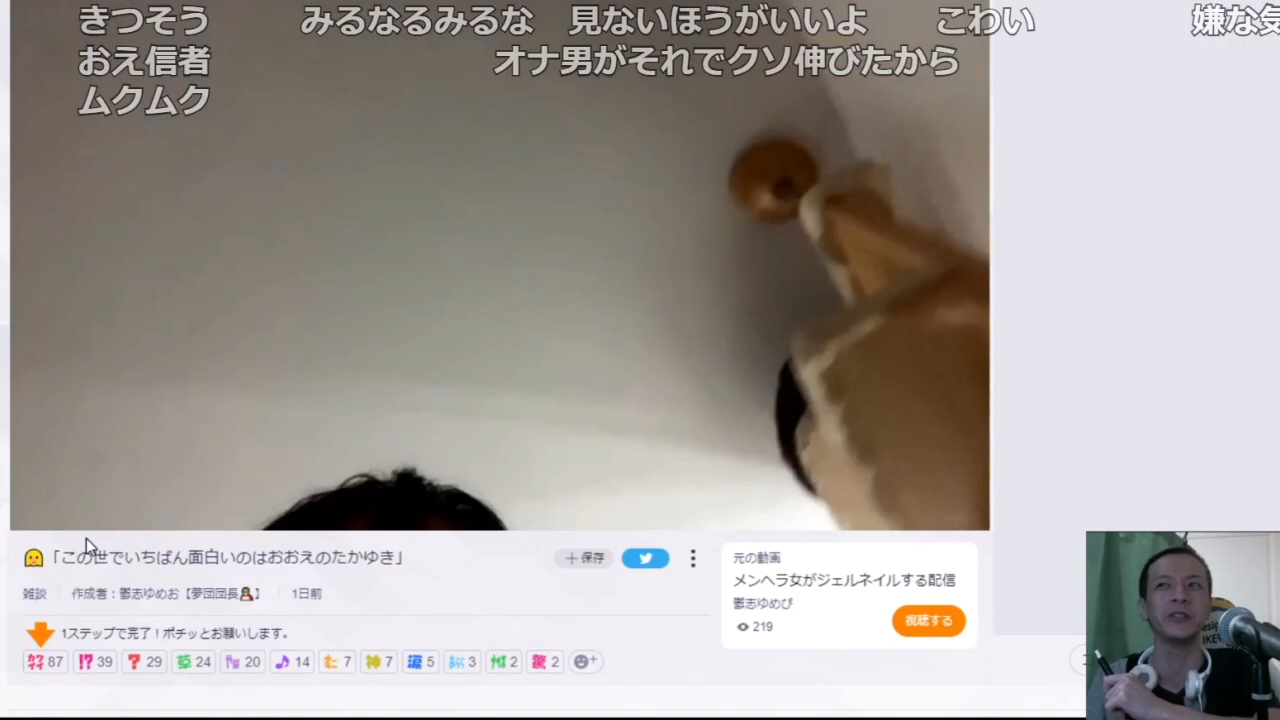 きつそう
みるなるみるな
見ないほうがいいよ
こわい
嫌な気
おえ信者
オナ男がそれでクソ伸びたから
ムクムク
「この世でいちばん面白いのはおおえのたかゆき」
+保存
雑談
作成者:鬱志ゆめお【夢団団長】
1日前
1ステップで完了!ポチッとお願いします。
87
!? 39
? 29
24
20
14
7
神 7
5
3
2
2
元の動画
メンヘラ女がジェルネイルする配信
鬱志ゆめぴ
219
視聴する